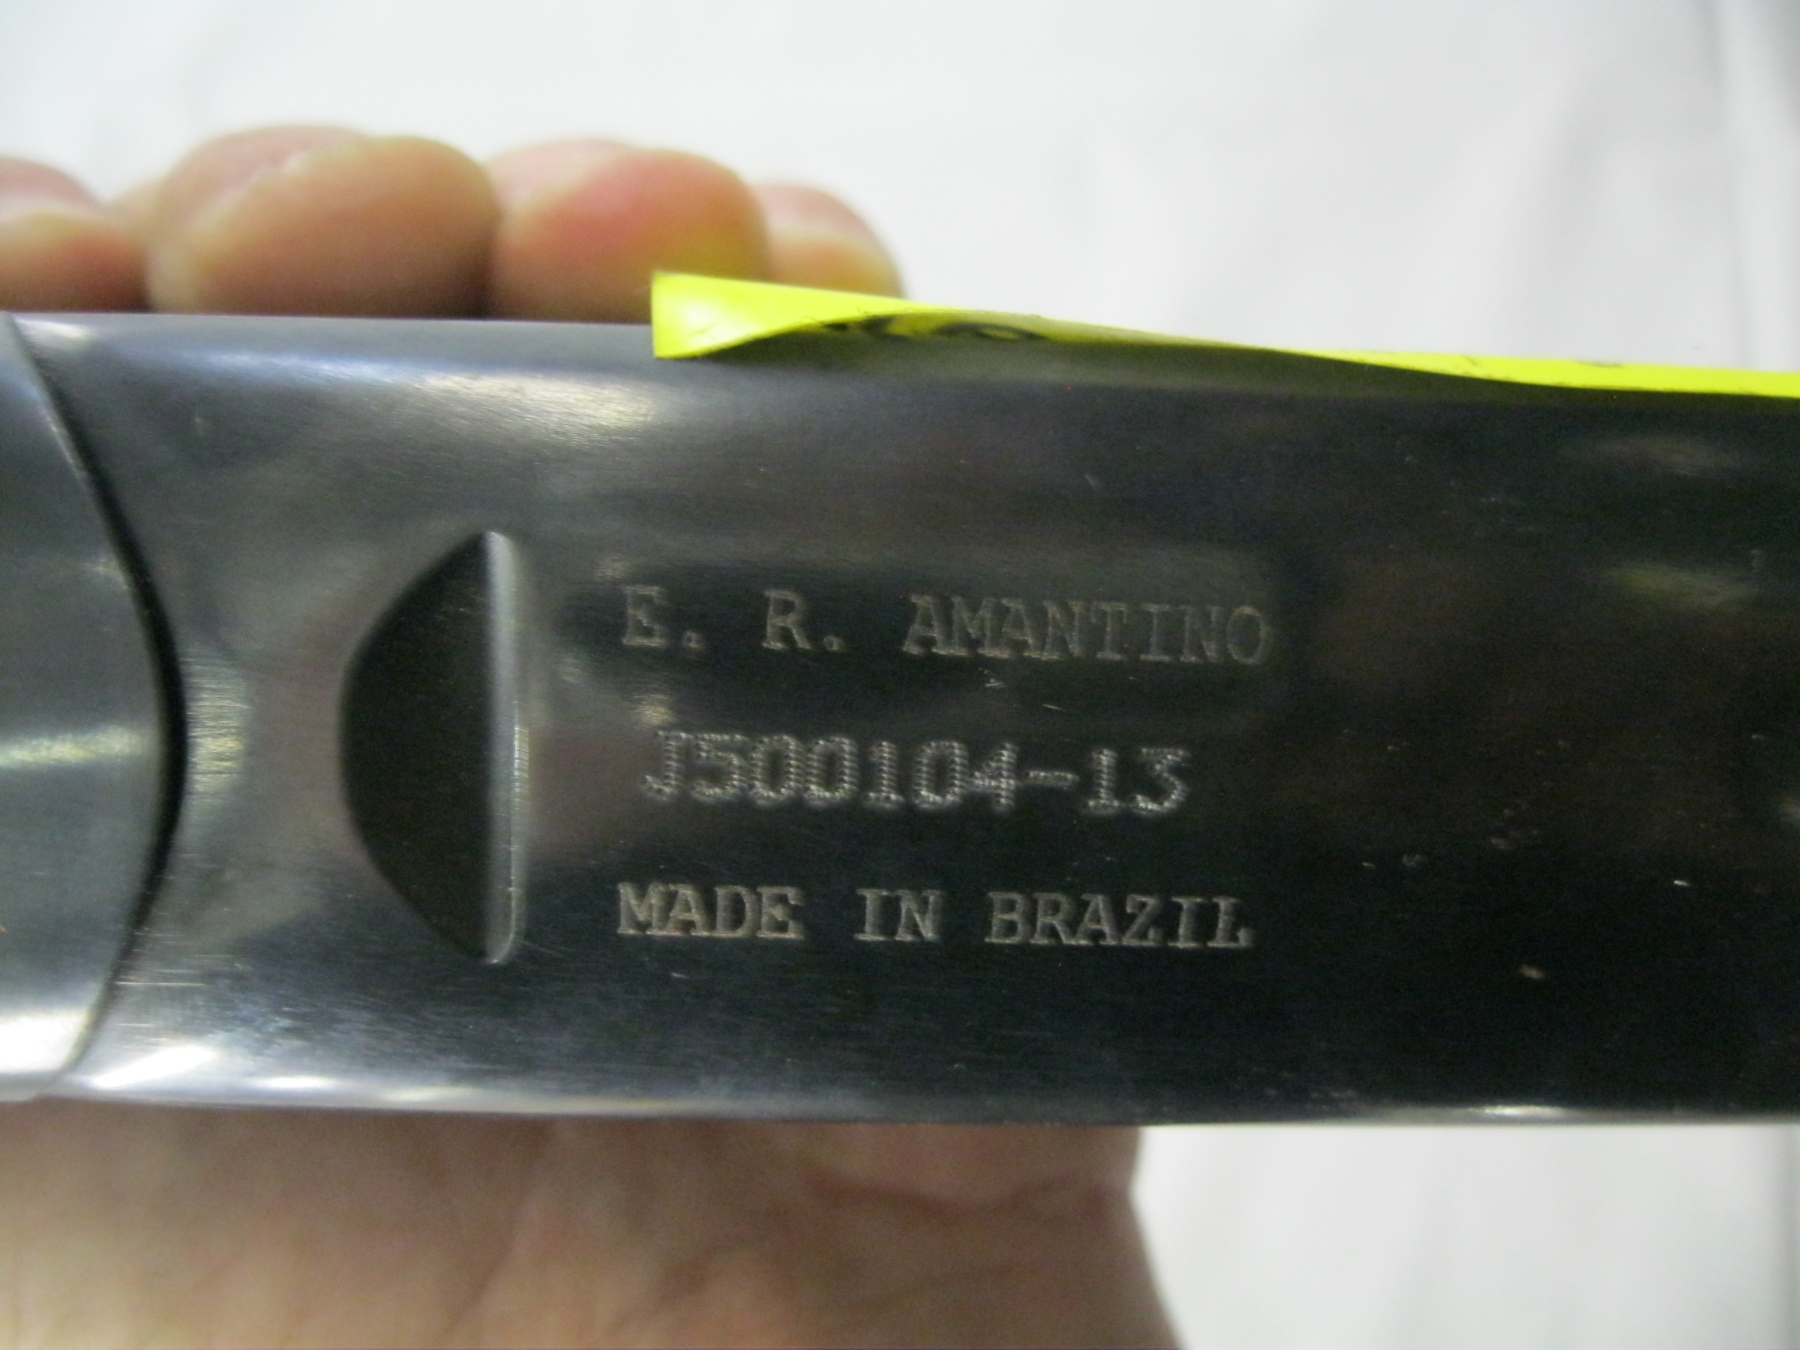 E. R. AMANTINO
J500104-13
MADE IN BRAZIL